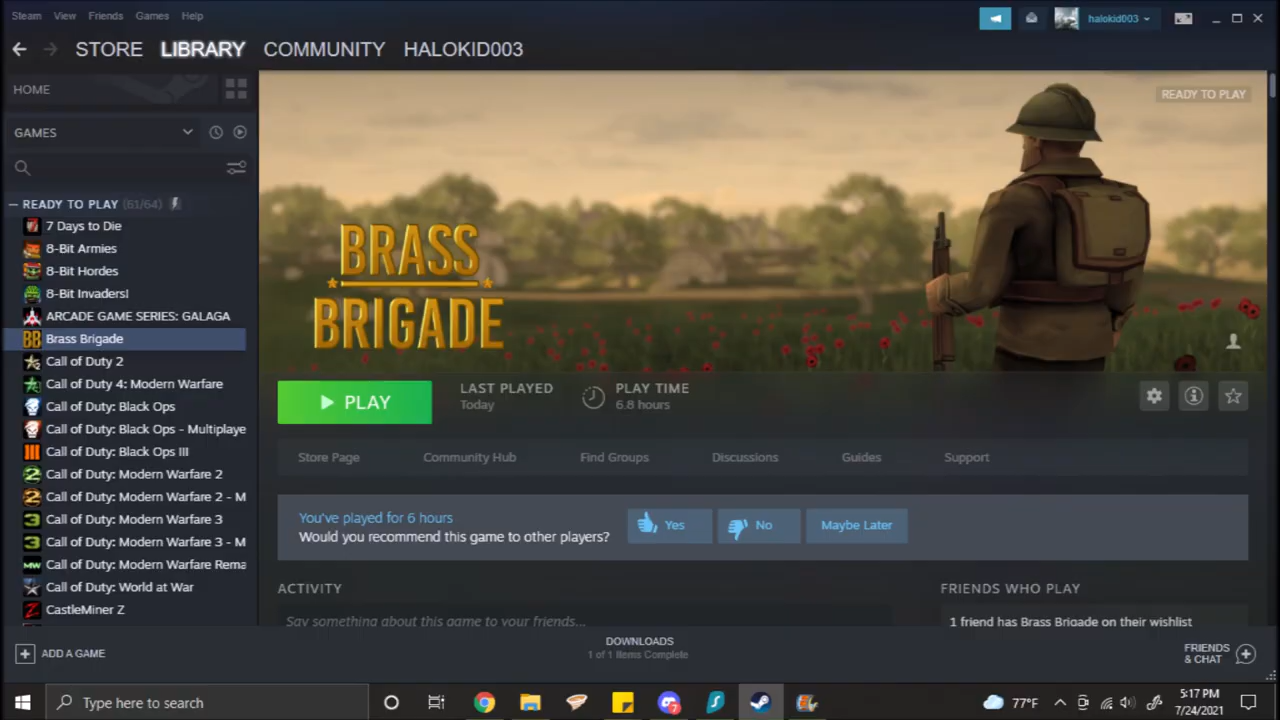 Steam View Friends Games Help
halokid003
STORE LIBRARY COMMUNITY HALOKID003
HOME
GAMES
READY TO PLAY (61/64)
7 Days to Die
8-Bit Armies
8-Bit Hordes
8-Bit Invaders!
ARCADE GAME SERIES: GALAGA
Brass Brigade
Call of Duty 2
Call of Duty 4: Modern Warfare
Call of Duty: Black Ops
Call of Duty: Black Ops - Multiplaye
Call of Duty: Black Ops III
Call of Duty: Modern Warfare 2
Call of Duty: Modern Warfare 2 - M
Call of Duty: Modern Warfare 3
Call of Duty: Modern Warfare 3 - M
Call of Duty: Modern Warfare Rema
Call of Duty: World at War
CastleMiner Z
READY TO PLAY
BRASS
BRIGADE
PLAY
LAST PLAYED
Today
PLAY TIME
6.8 hours
Store Page Community Hub Find Groups Discussions Guides Support
You've played for 6 hours
Would you recommend this game to other players?
Yes No Maybe Later
ACTIVITY
Say something about this game to your friends...
FRIENDS WHO PLAY
1 friend has Brass Brigade on their wishlist
ADD A GAME
DOWNLOADS
1 of 1 Items Complete
FRIENDS
& CHAT
Type here to search
77°F
5:17 PM
7/24/2021